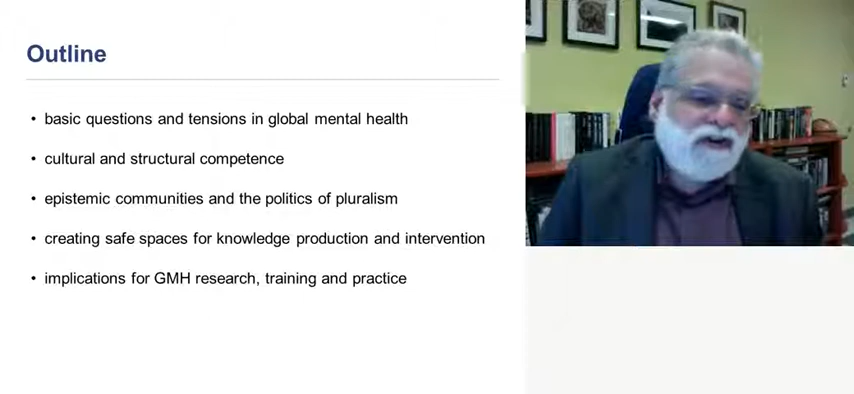 Outline
• basic questions and tensions in global mental health
• cultural and structural competence
• epistemic communities and the politics of pluralism
• creating safe spaces for knowledge production and intervention
• implications for GMH research, training and practice